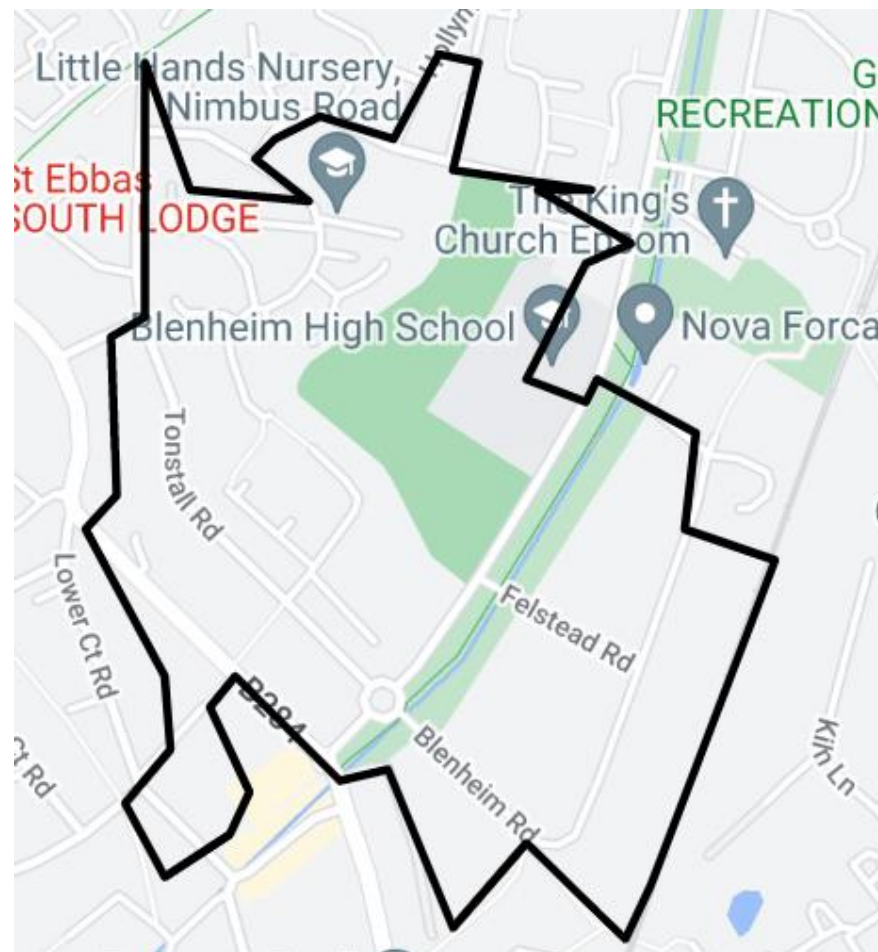 Hollym
Little Hands Nursery,
Nimbus Road
G
RECREATION
St Ebbas
SOUTH LODGE
The King's
Church Epsom
Blenheim High School
Nova Forca
Tonstall Rd
Lower Ct Rd
Felstead Rd
B284
Blenheim Rd
Ct Rd
Kiln Ln